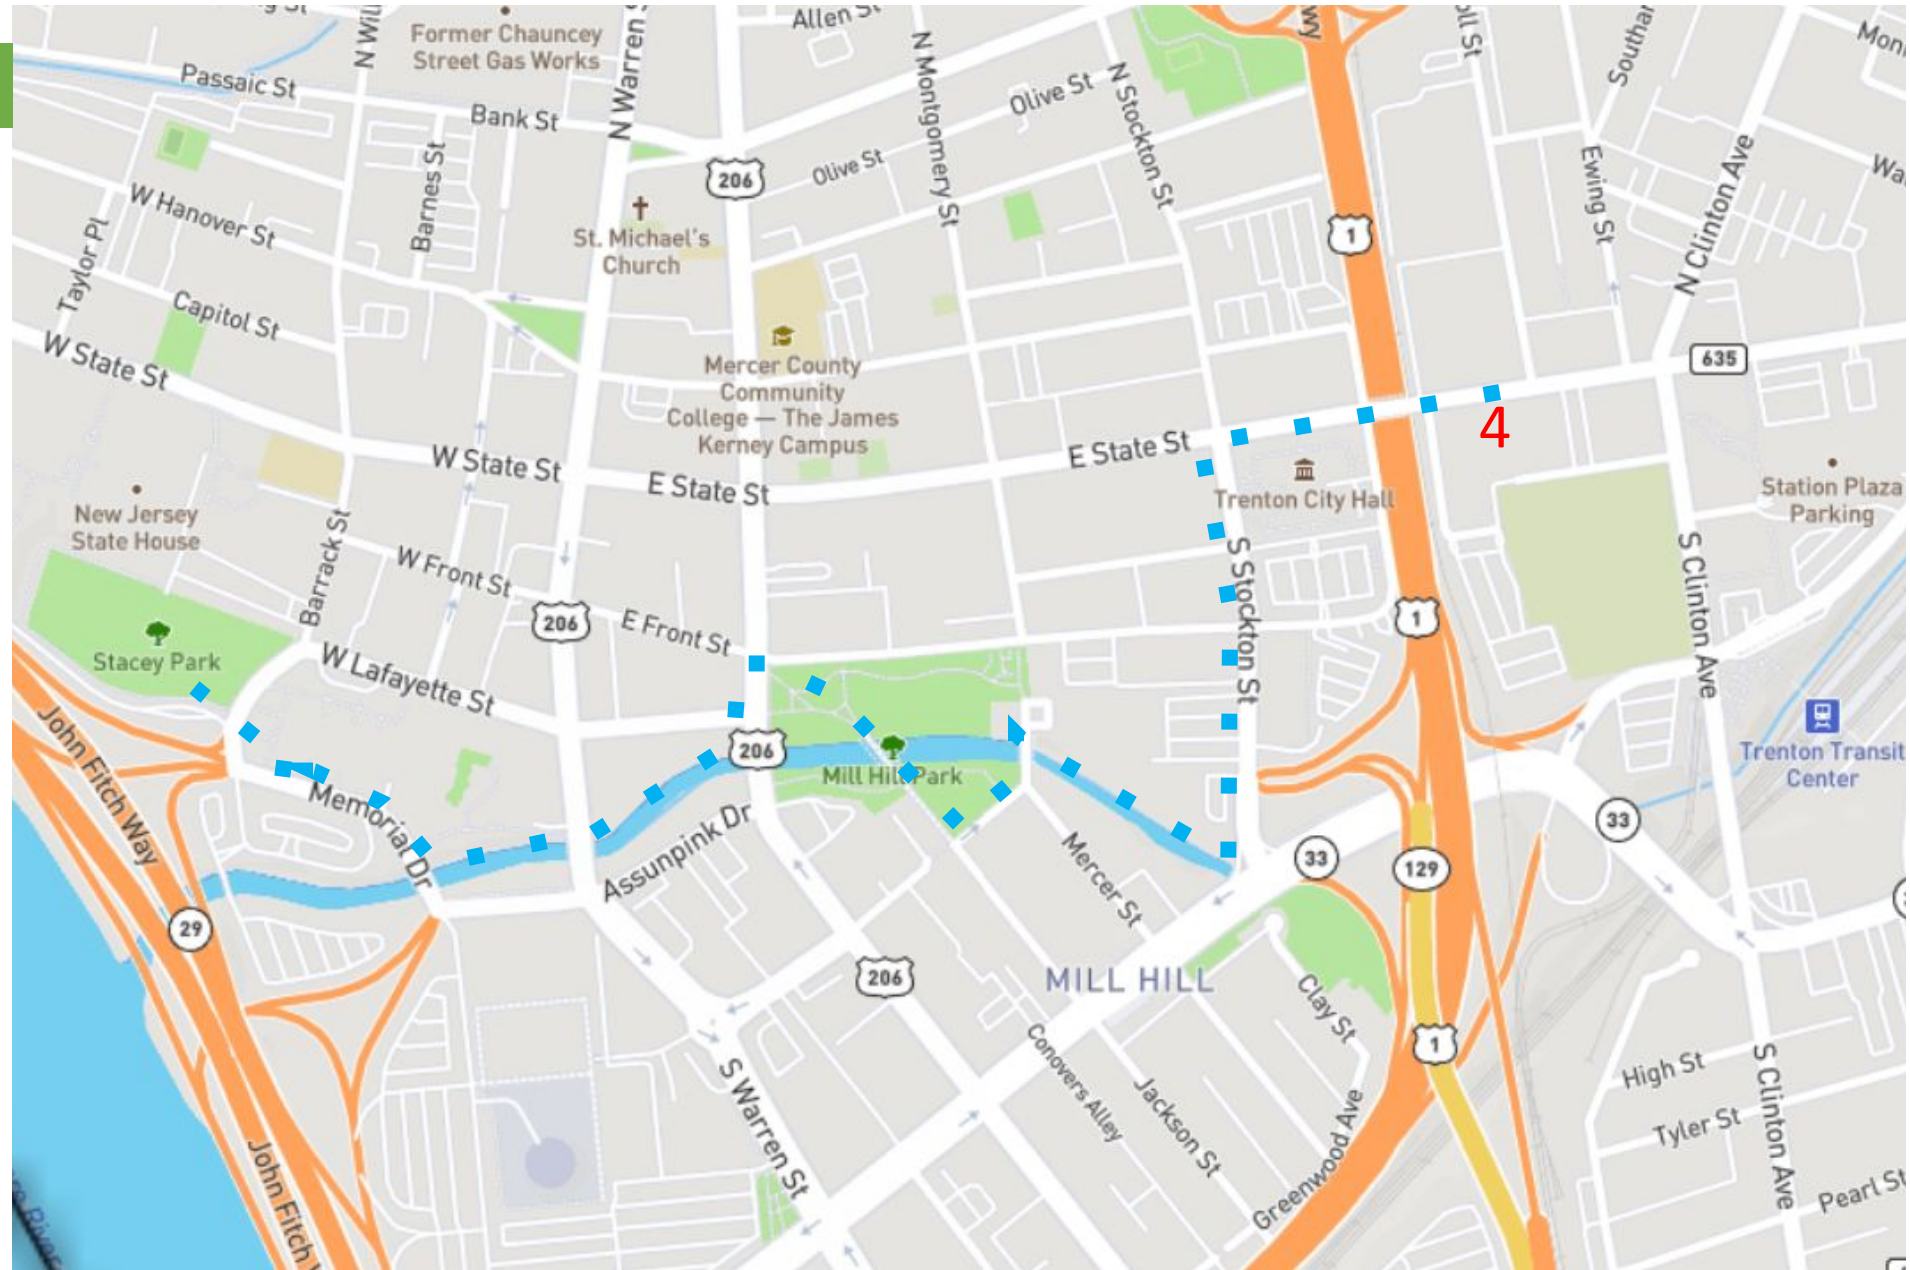 N Warren S
Allen St
wy
oll St
Southar
Former Chauncey
Street Gas Works
Passaic St
Bank St
N Montgomery St
Olive St
N Stockton St
206
Olive St
W Hanover St
Barnes St
Taylor Pl
St. Michael's
Church
1
Ewing St
N Clinton Ave
Capitol St
W State St
Mercer County
Community
College — The James
Kerney Campus
635
4
W State St
E State St
E State St
Trenton City Hall
Station Plaza
Parking
New Jersey
State House
Barrack St
W Front St
206
E Front St
S Stockton St
1
S Clinton Ave
Stacey Park
W Lafayette St
206
Mill Hill Park
Trenton Transit
Center
John Fitch Way
Memorial Dr
Assunpink Dr
Mercer St
33
33
129
29
206
MILL HILL
Clay St
1
Conovers Alley
Jackson St
Greenwood Ave
High St
Tyler St
S Clinton Ave
Pearl St
S Warren St
John Fitch
River